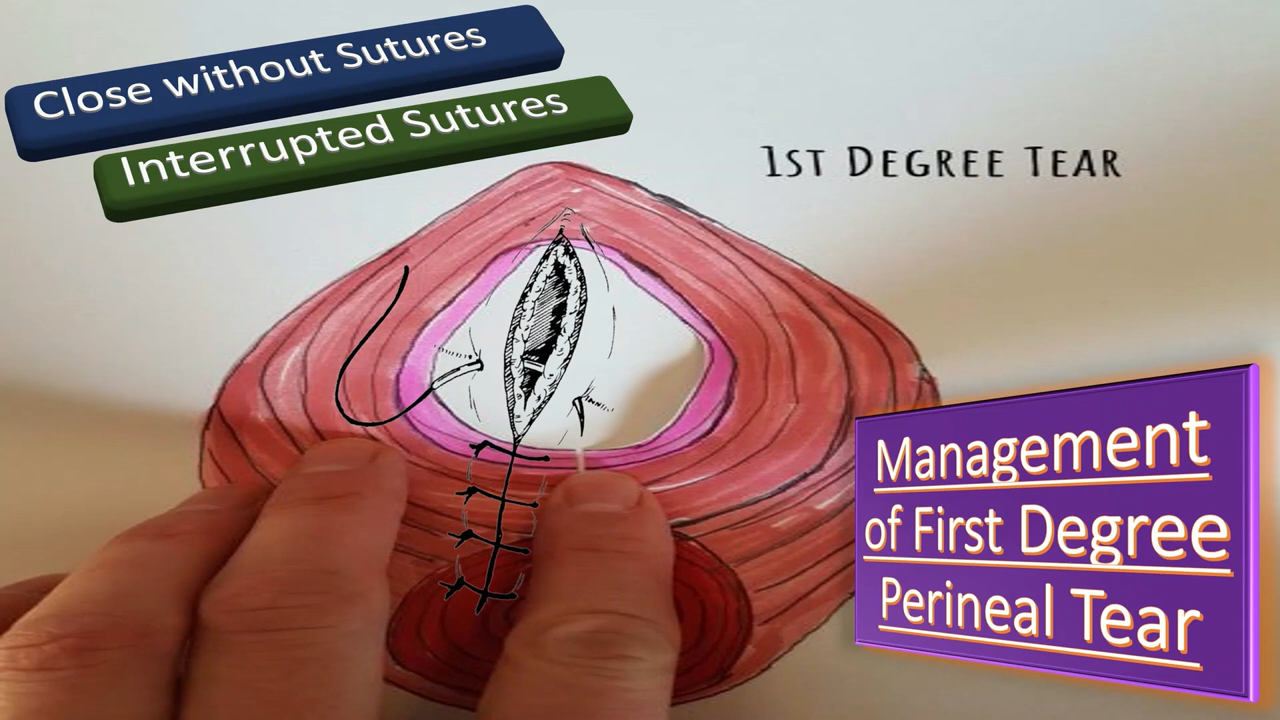 Close without Sutures
Interrupted Sutures
1ST DEGREE TEAR
Management
of First Degree
Perineal Tear